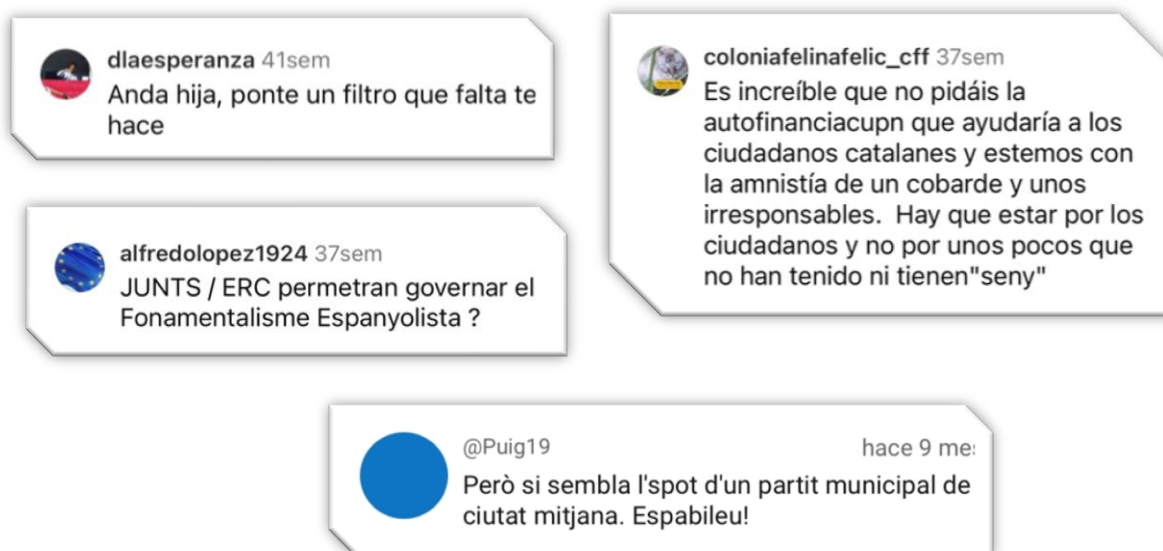 dlaesperanza 41sem
Anda hija, ponte un filtro que falta te
hace
coloniafelinafelic_cff 37sem
Es increíble que no pidáis la
autofinanciacupn que ayudaría a los
ciudadanos catalanes y estemos con
la amnistía de un cobarde y unos
irresponsables. Hay que estar por los
ciudadanos y no por unos pocos que
no han tenido ni tienen"seny"
alfredolopez1924 37sem
JUNTS / ERC permetran governar el
Fonamentalisme Espanyolista ?
@Puig19 hace 9 me
Però si sembla l'spot d'un partit municipal de
ciutat mitjana. Espabileu!